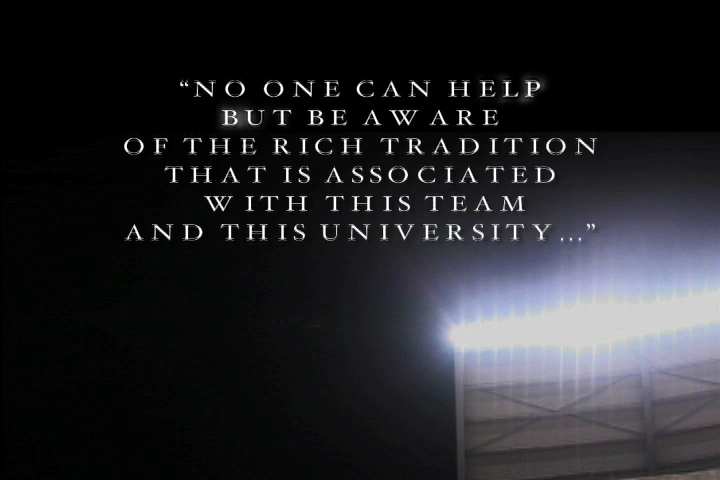 “NO ONE CAN HELP
BUT BE AWARE
OF THE RICH TRADITION
THAT IS ASSOCIATED
WITH THIS TEAM
AND THIS UNIVERSITY...”